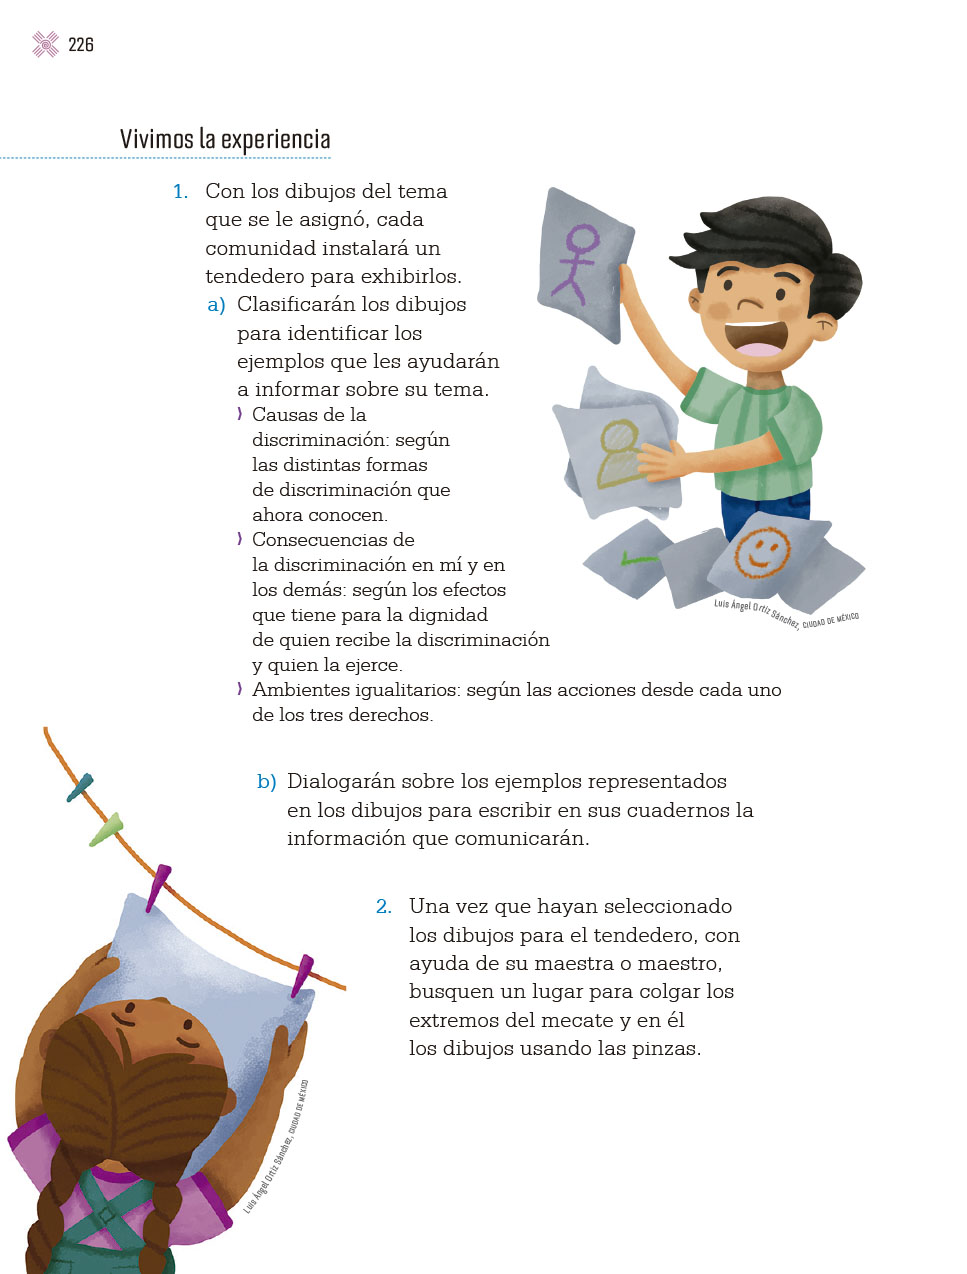 226
Vivimos la experiencia
1. Con los dibujos del tema
que se le asignó, cada
comunidad instalará un
tendedero para exhibirlos.
a) Clasificarán los dibujos
para identificar los
ejemplos que les ayudarán
a informar sobre su tema.
⟩ Causas de la
discriminación: según
las distintas formas
de discriminación que
ahora conocen.
⟩ Consecuencias de
la discriminación en mí y en
los demás: según los efectos
que tiene para la dignidad
de quien recibe la discriminación
y quien la ejerce.
⟩ Ambientes igualitarios: según las acciones desde cada uno
de los tres derechos.
Luis Ángel Ortiz Sánchez, CIUDAD DE MÉXICO
b) Dialogarán sobre los ejemplos representados
en los dibujos para escribir en sus cuadernos la
información que comunicarán.
2. Una vez que hayan seleccionado
los dibujos para el tendedero, con
ayuda de su maestra o maestro,
busquen un lugar para colgar los
extremos del mecate y en él
los dibujos usando las pinzas.
Luis Ángel Ortiz Sánchez, CIUDAD DE MÉXICO